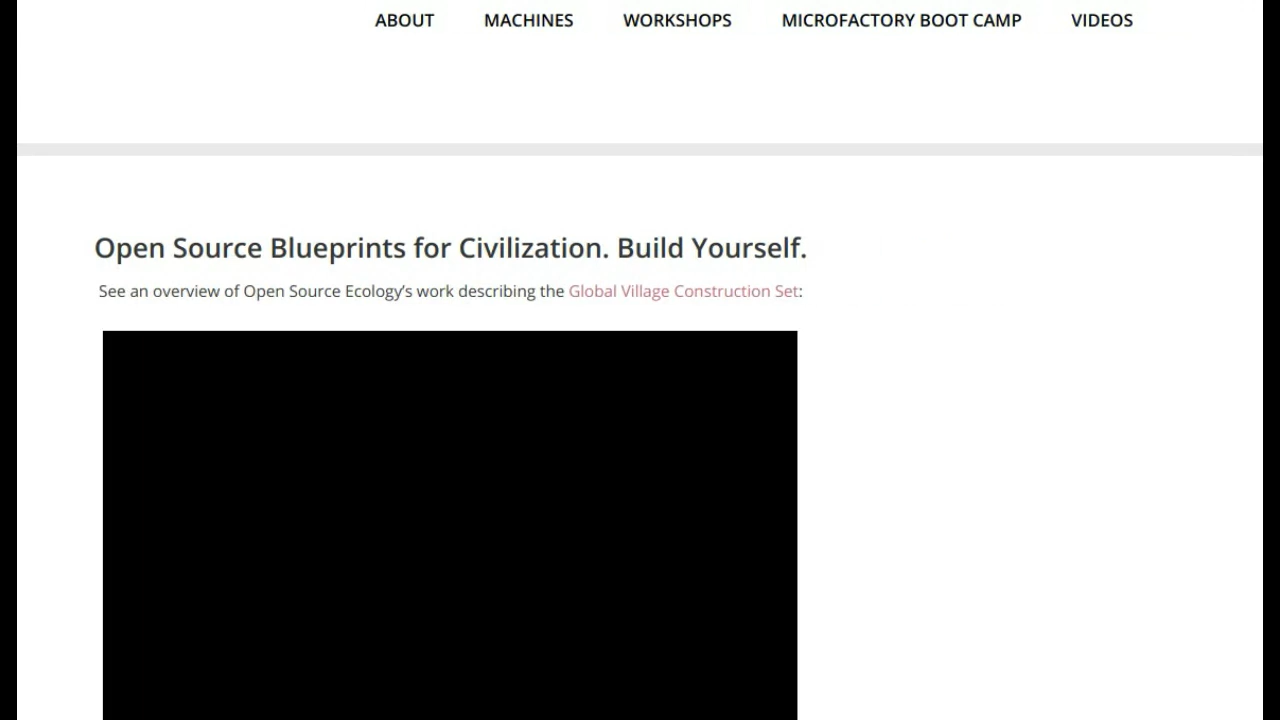 ABOUT MACHINES WORKSHOPS MICROFACTORY BOOT CAMP VIDEOS
Open Source Blueprints for Civilization. Build Yourself.
See an overview of Open Source Ecology’s work describing the Global Village Construction Set: